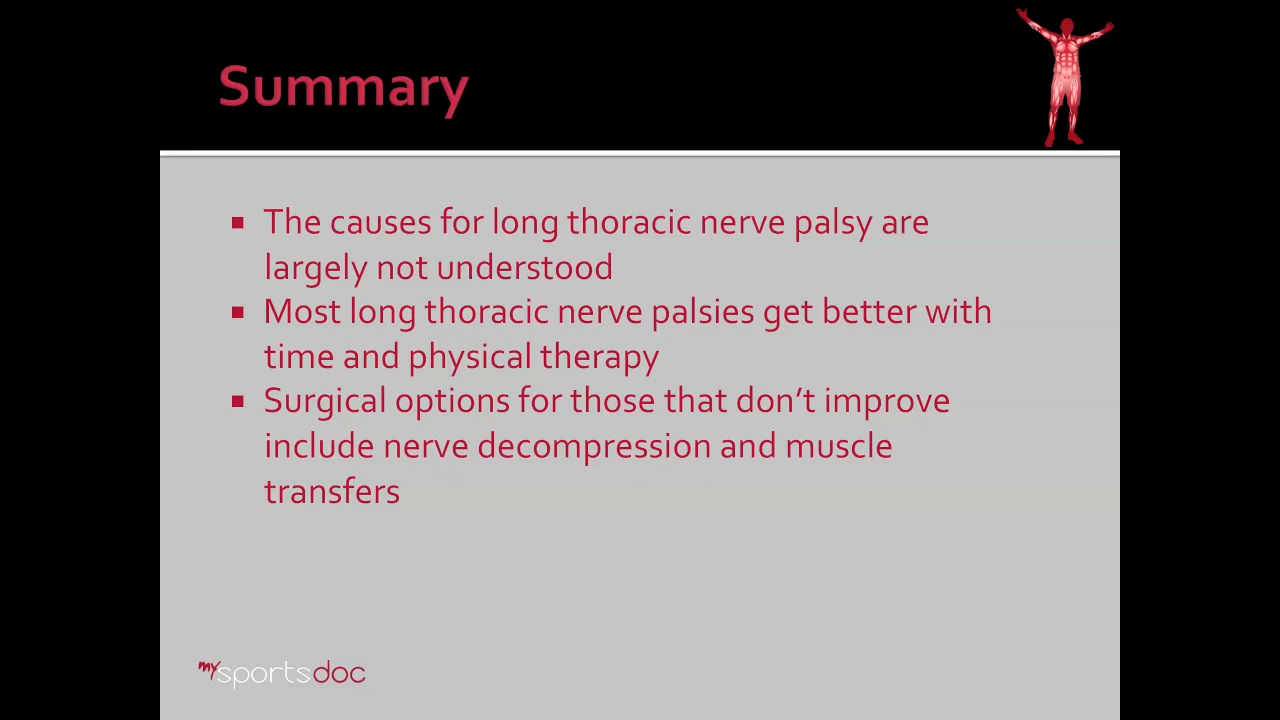 Summary
▪ The causes for long thoracic nerve palsy are
largely not understood
▪ Most long thoracic nerve palsies get better with
time and physical therapy
▪ Surgical options for those that don’t improve
include nerve decompression and muscle
transfers
mysportsdoc